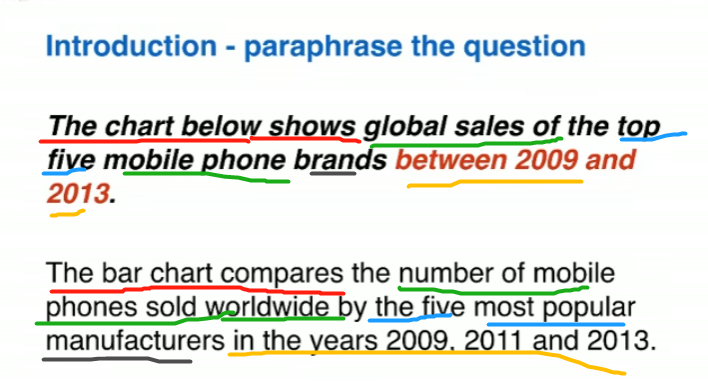 Introduction - paraphrase the question
The chart below shows global sales of the top
five mobile phone brands between 2009 and
2013.
The bar chart compares the number of mobile
phones sold worldwide by the five most popular
manufacturers in the years 2009, 2011 and 2013.